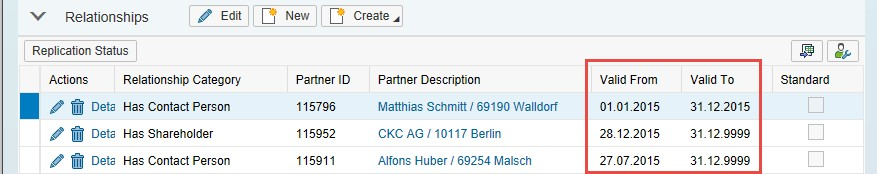 Relationships Edit New Create
Replication Status
Actions Relationship Category Partner ID Partner Description Valid From Valid To Standard
Deta Has Contact Person 115796 Matthias Schmitt / 69190 Walldorf 01.01.2015 31.12.2015
Deta Has Shareholder 115952 CKC AG / 10117 Berlin 28.12.2015 31.12.9999
Deta Has Contact Person 115911 Alfons Huber / 69254 Malsch 27.07.2015 31.12.9999